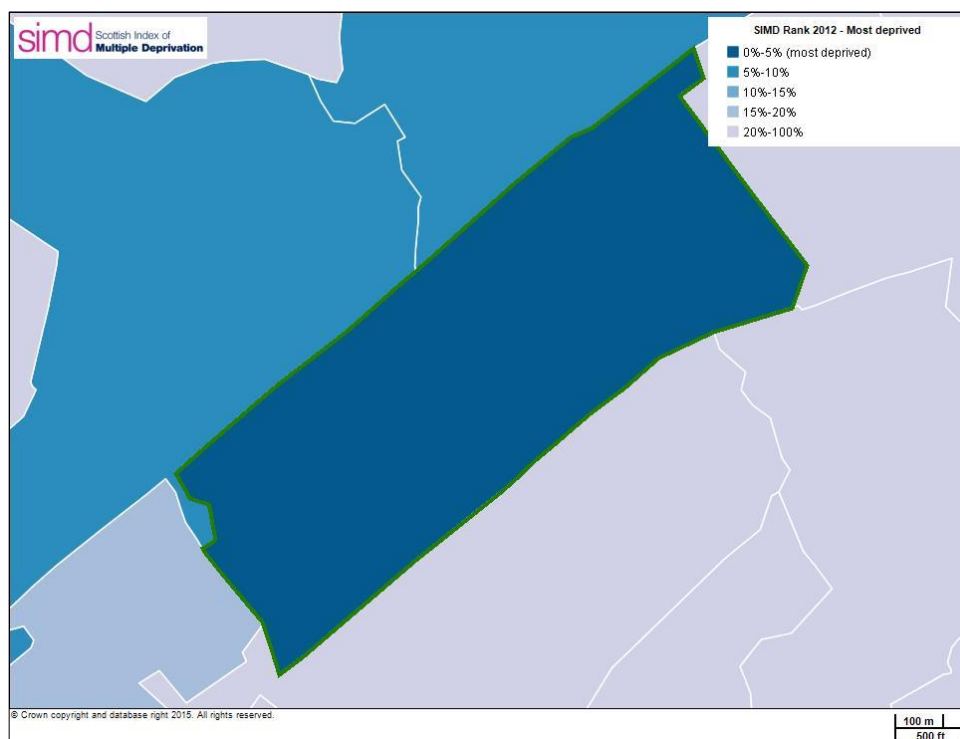 simd Scottish Index of
Multiple Deprivation
SIMD Rank 2012 - Most deprived
0%-5% (most deprived)
5%-10%
10%-15%
15%-20%
20%-100%
© Crown copyright and database right 2015. All rights reserved.
100 m
500 ft